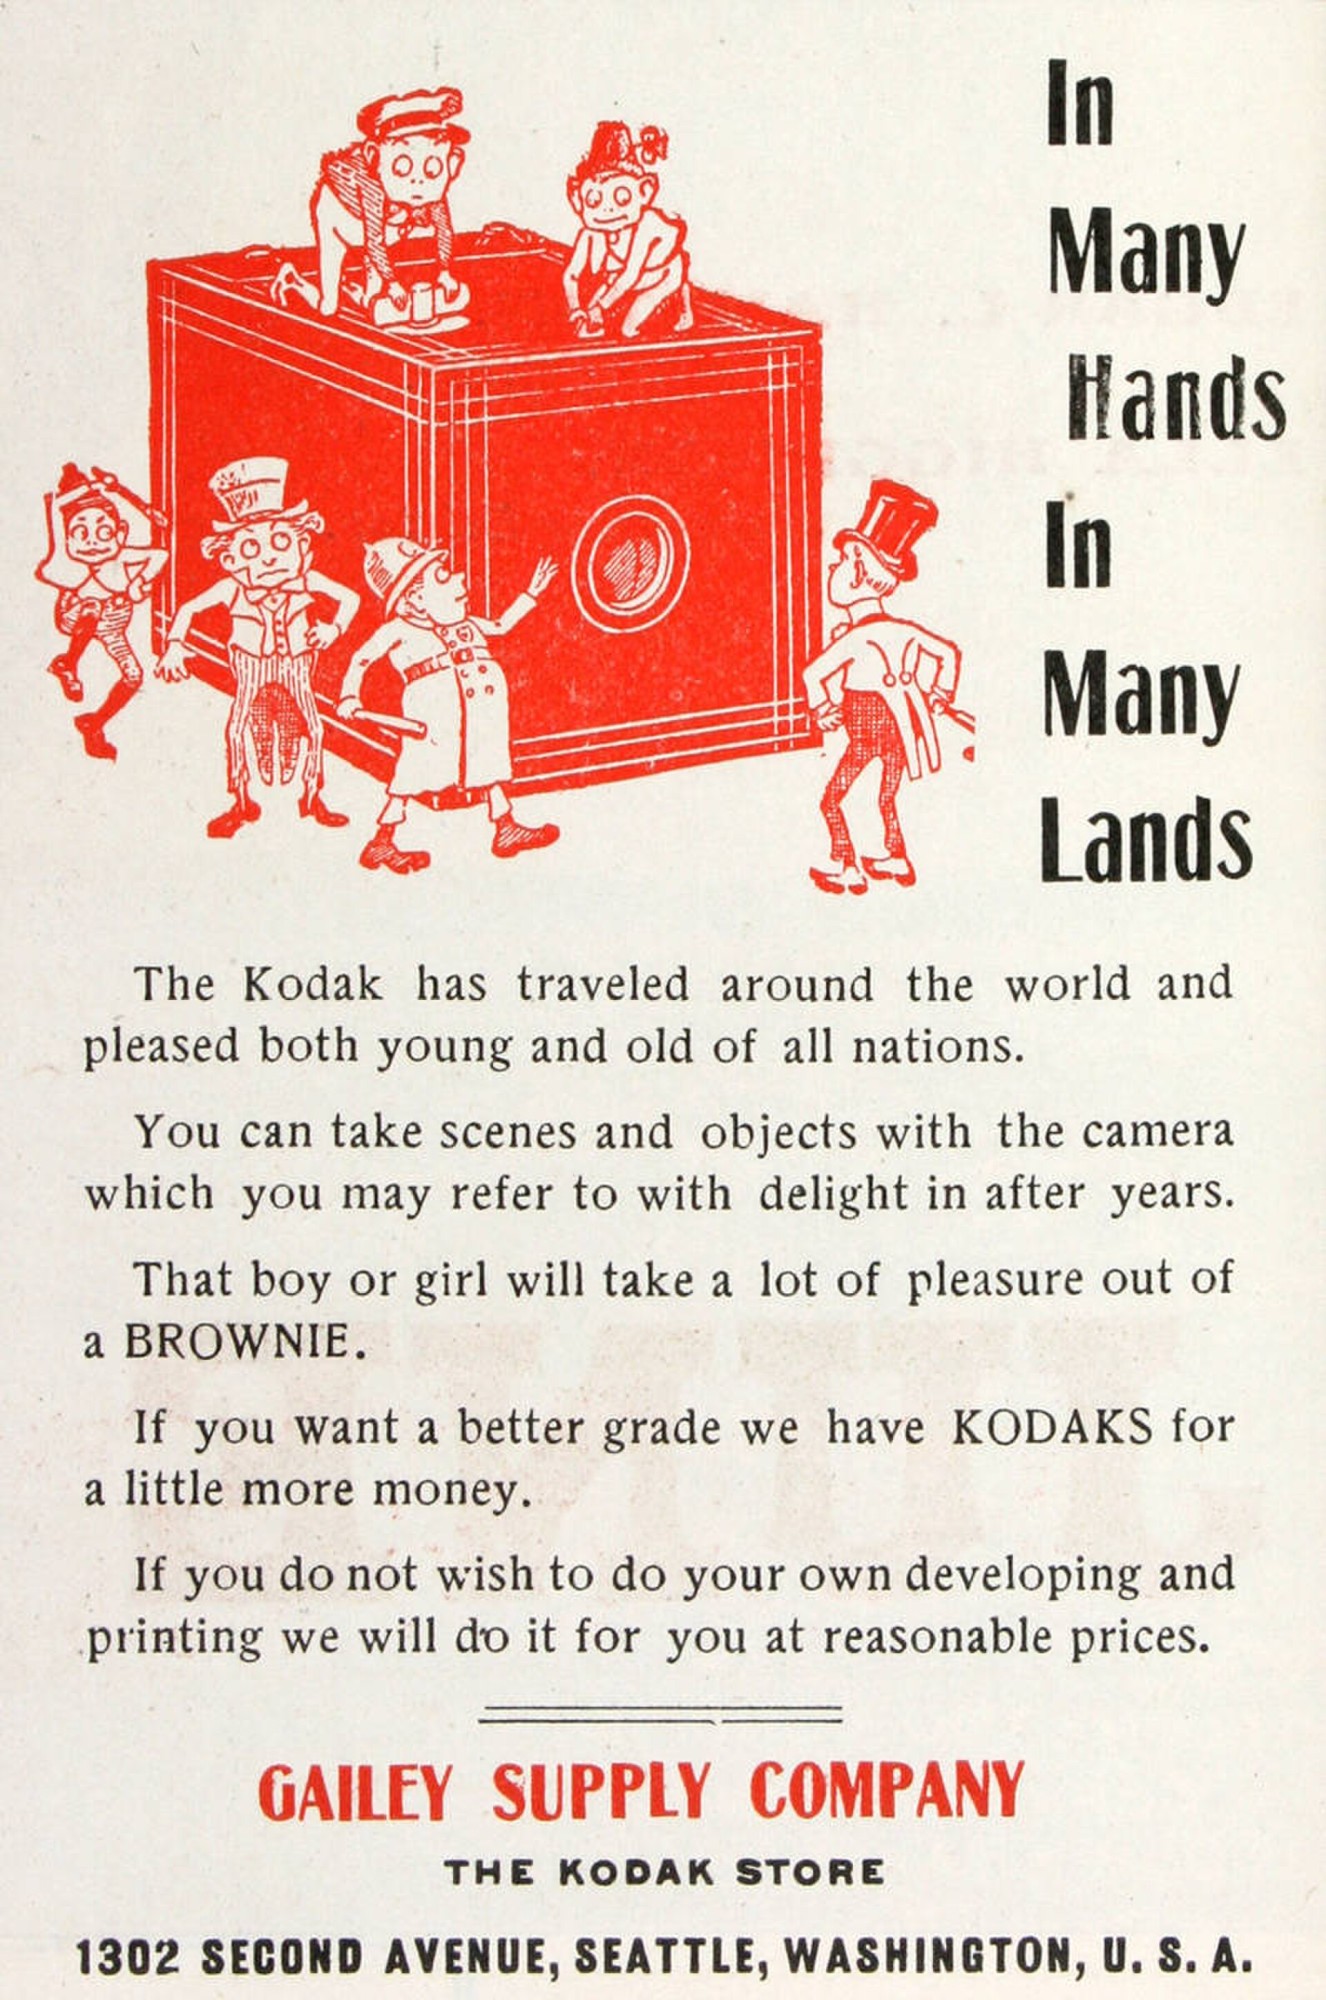 In
Many
Hands
In
Many
Lands
The Kodak has traveled around the world and
pleased both young and old of all nations.
You can take scenes and objects with the camera
which you may refer to with delight in after years.
That boy or girl will take a lot of pleasure out of
a BROWNIE.
If you want a better grade we have KODAKS for
a little more money.
If you do not wish to do your own developing and
printing we will do it for you at reasonable prices.
GAILEY SUPPLY COMPANY
THE KODAK STORE
1302 SECOND AVENUE, SEATTLE, WASHINGTON, U. S. A.